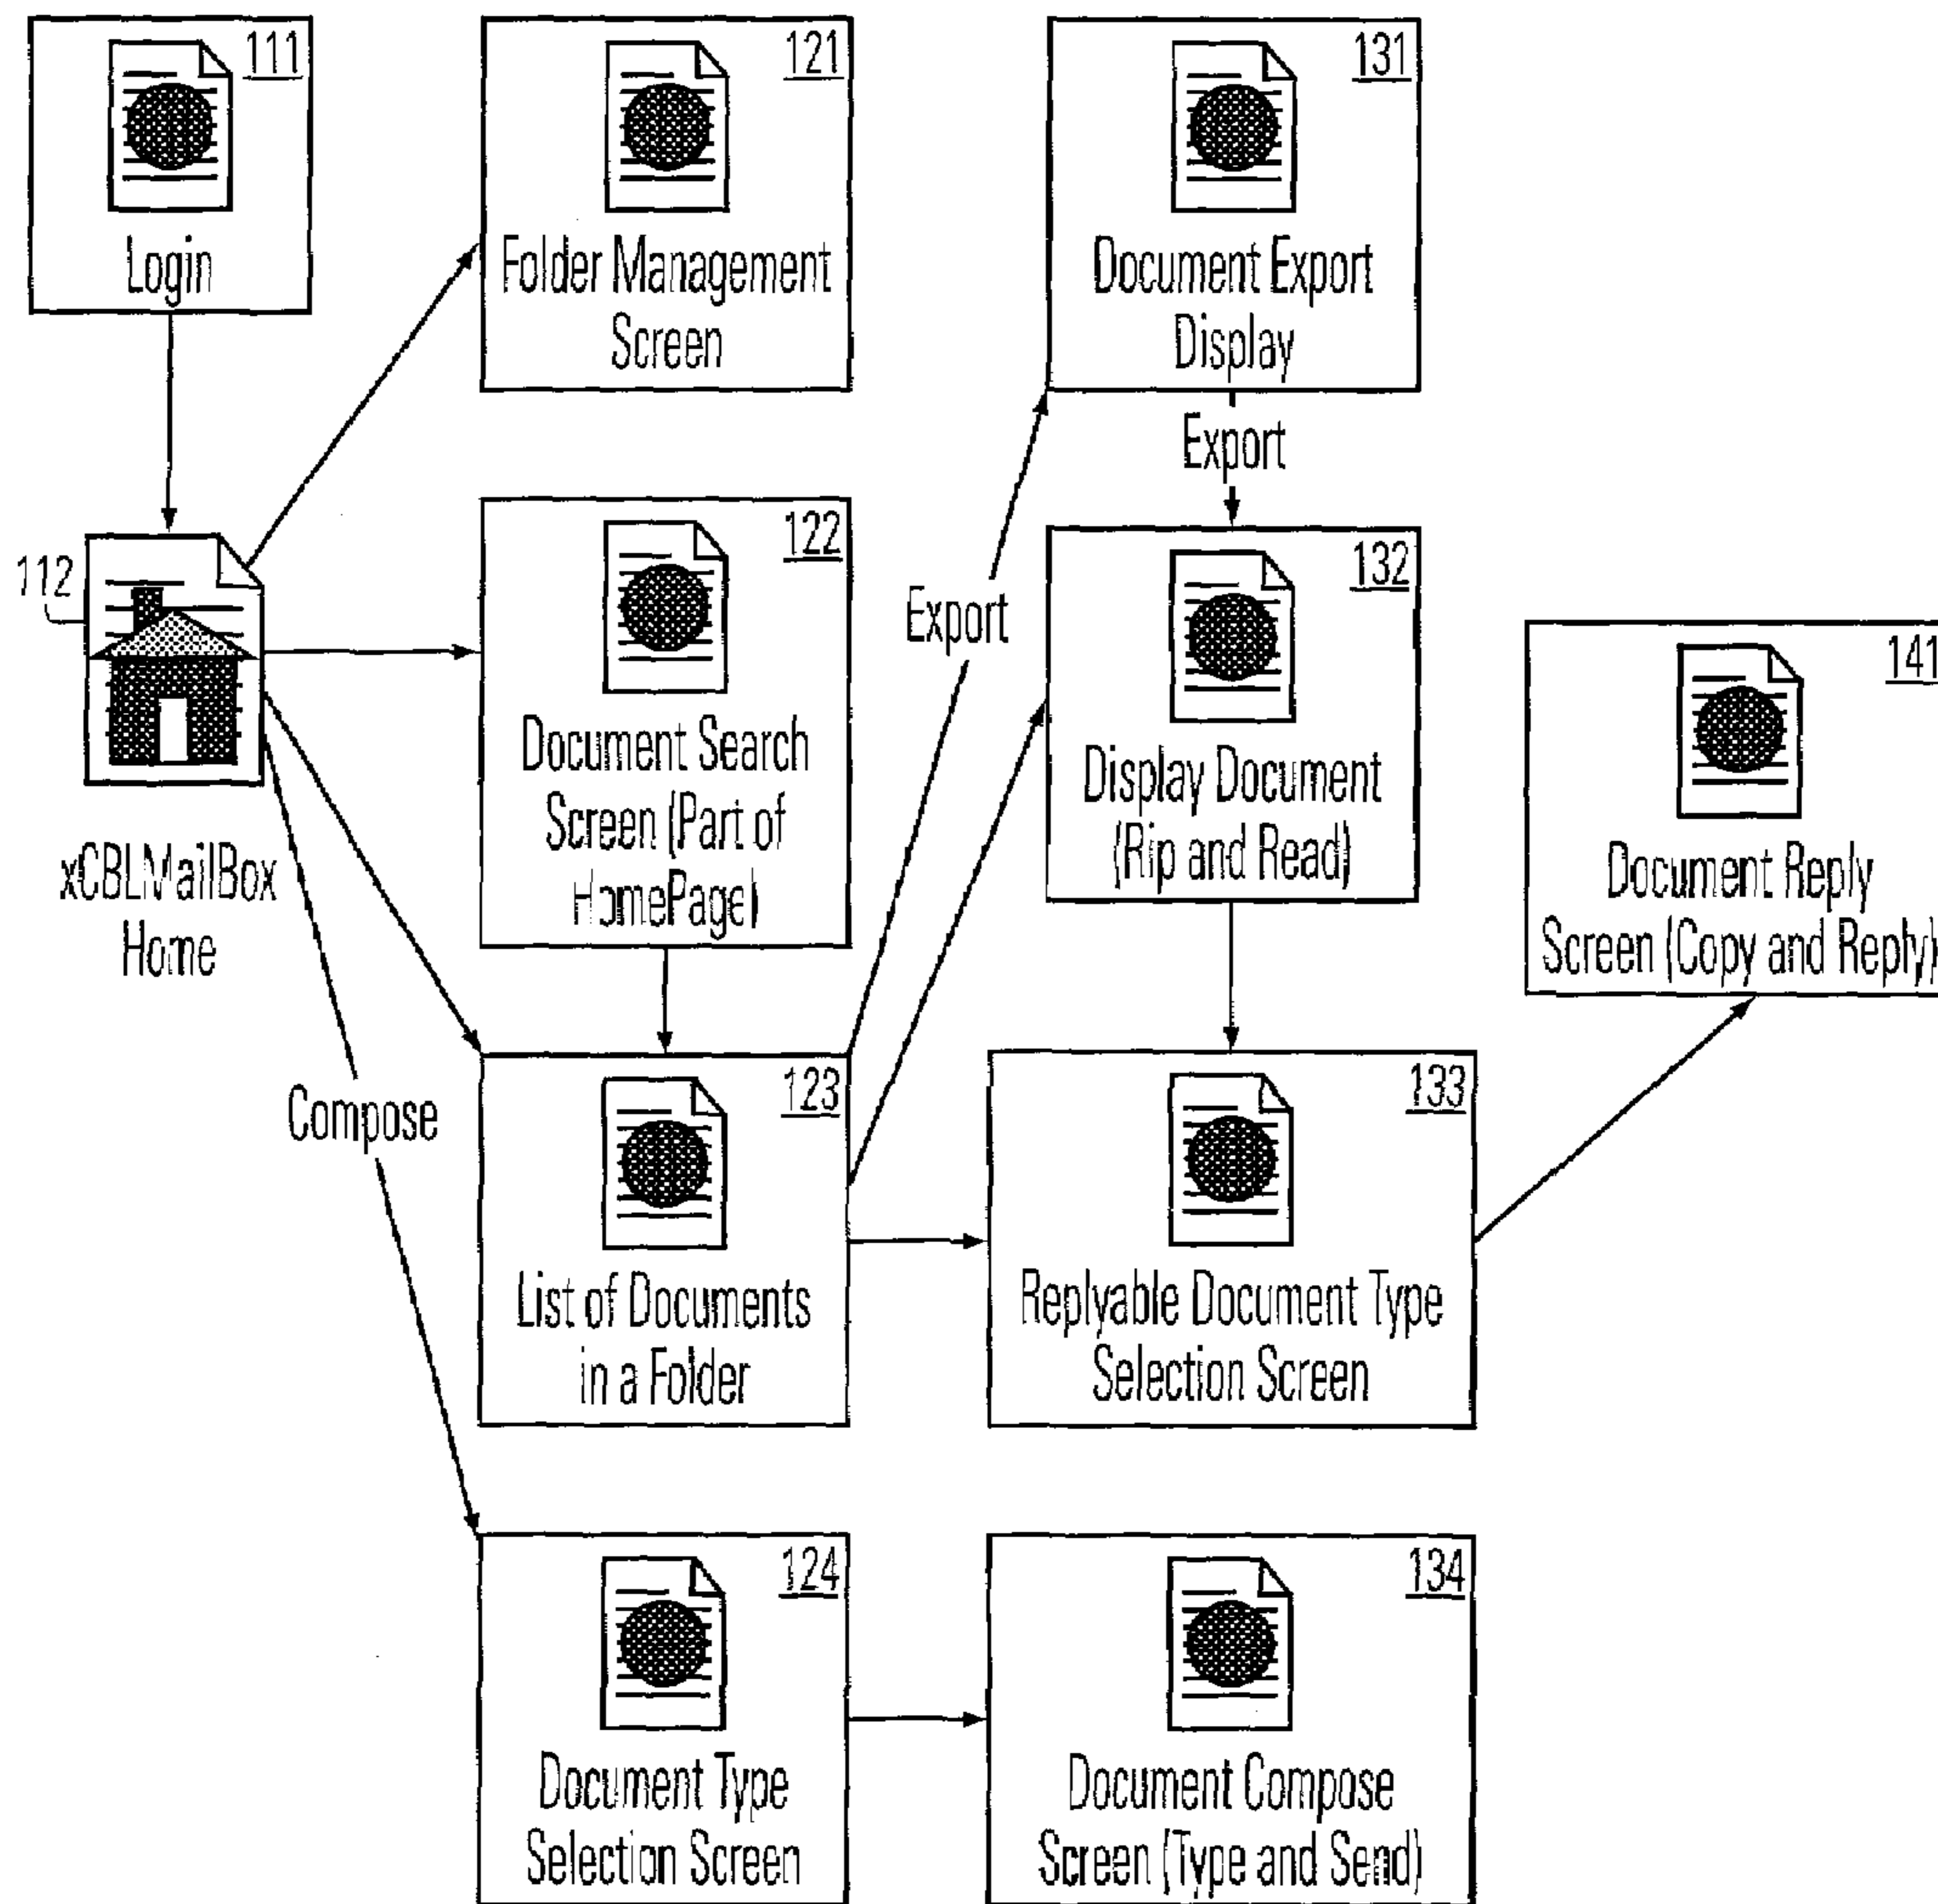 111
Login
121
Folder Management
Screen
131
Document Export
Display
Export
112
xCBLMailBox
Home
122
Document Search
Screen (Part of
HomePage)
Export
132
Display Document
(Rip and Read)
141
Document Reply
Screen (Copy and Reply)
Compose
123
List of Documents
in a Folder
133
Replyable Document Type
Selection Screen
124
Document Type
Selection Screen
134
Document Compose
Screen (Type and Send)